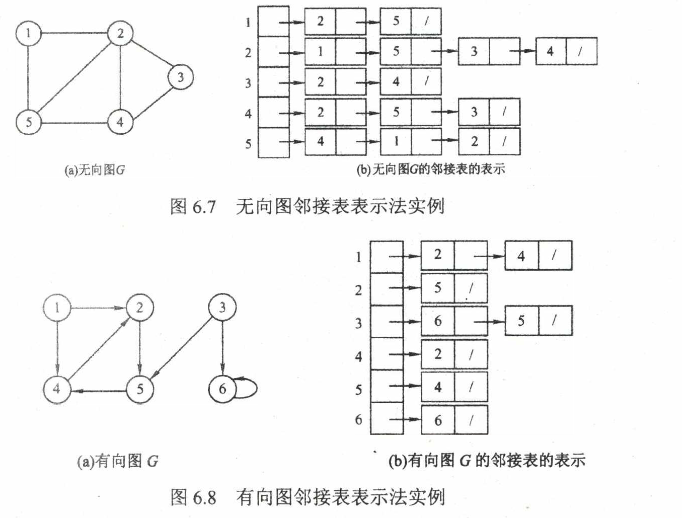 1 2
3
5 4
(a)无向图G
1 2 5 /
2 1 5 3 4 /
3 2 4 /
4 2 5 3 /
5 4 1 2 /
(b)无向图G的邻接表的表示
图 6.7 无向图邻接表表示法实例
1 2 3
4 5 6
(a)有向图 G
1 2 4 /
2 5 /
3 6 5 /
4 2 /
5 4 /
6 6 /
(b)有向图 G 的邻接表的表示
图 6.8 有向图邻接表表示法实例